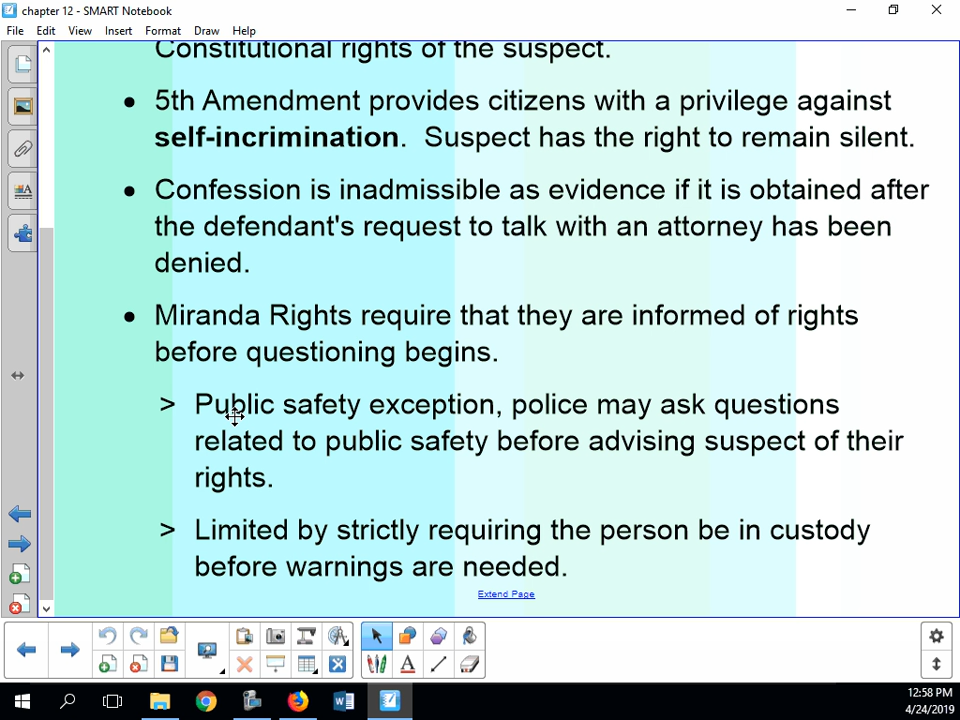 chapter 12 - SMART Notebook
File Edit View Insert Format Draw Help
Constitutional rights of the suspect.
• 5th Amendment provides citizens with a privilege against
self-incrimination. Suspect has the right to remain silent.
• Confession is inadmissible as evidence if it is obtained after
the defendant's request to talk with an attorney has been
denied.
• Miranda Rights require that they are informed of rights
before questioning begins.
> Public safety exception, police may ask questions
related to public safety before advising suspect of their
rights.
> Limited by strictly requiring the person be in custody
before warnings are needed.
Extend Page
12:58 PM
4/24/2019